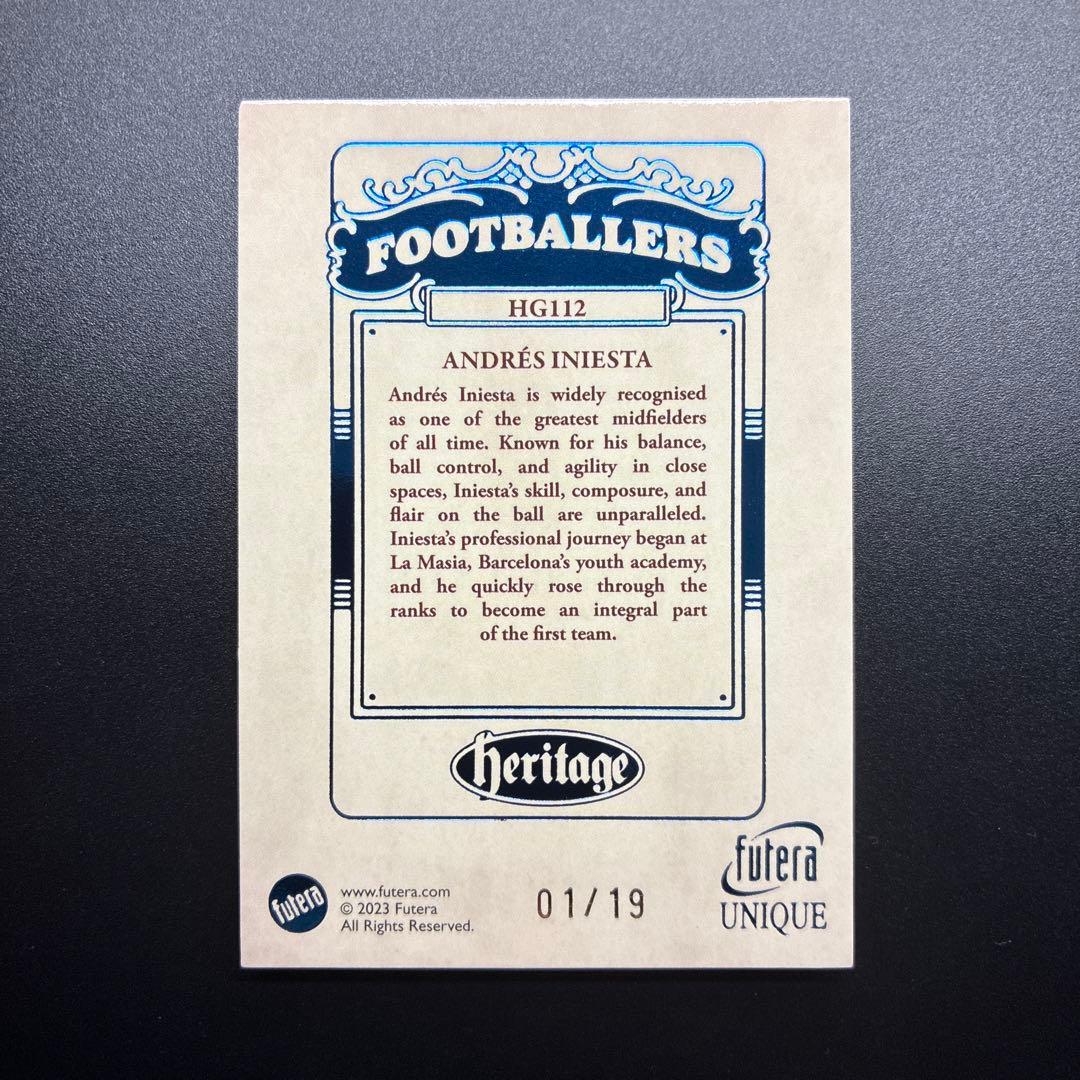 FOOTBALLERS
HG112
ANDRÉS INIESTA
Andrés Iniesta is widely recognised
as one of the greatest midfielders
of all time. Known for his balance,
ball control, and agility in close
spaces, Iniesta's skill, composure, and
flair on the ball are unparalleled.
Iniesta's professional journey began at
La Masia, Barcelona's youth academy,
and he quickly rose through the
ranks to become an integral part
of the first team.
heritage
futera
www.futera.com
© 2023 Futera
All Rights Reserved.
01/19
futera
UNIQUE